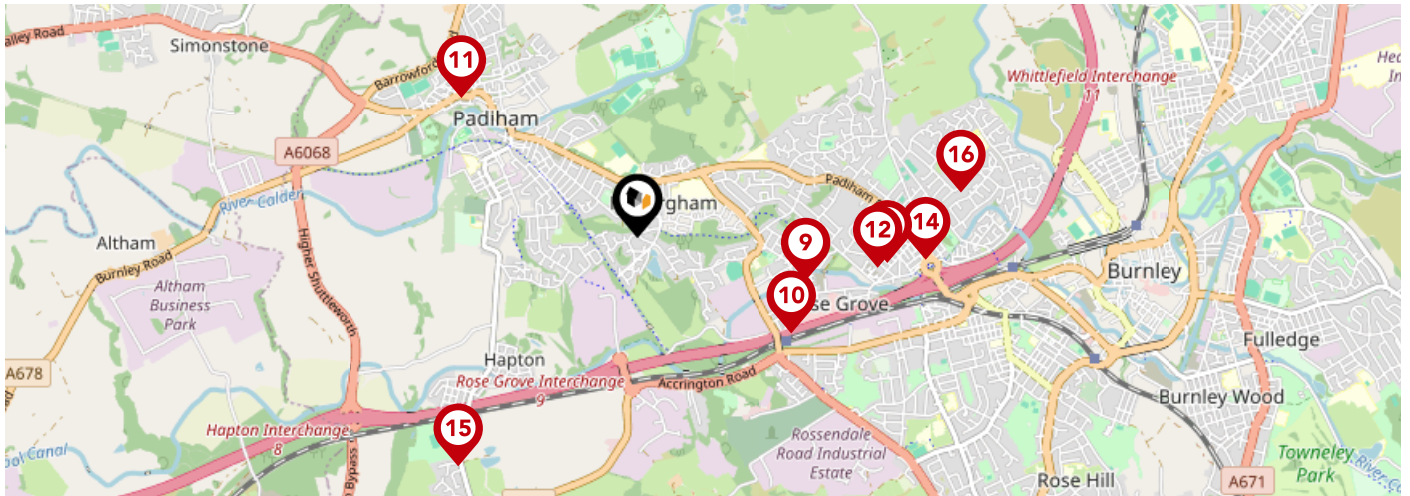 alley Road
Simonstone
11
Barrowford
Padiham
Whittlefield Interchange
11
He
In
A6068
16
River Calder
gham
Padiham
12
14
9
Altham
Burnley Road
Higher Shuttleworth
Altham
Business
Park
10
se Grove
Burnley
Fulledge
A678
Hapton
Rose Grove Interchange
9
Accrington Road
Burnley Wood
Hapton Interchange
8
15
ool Canal
n Bypass
Rossendale
Road Industrial
Estate
Rose Hill
A671
Towneley
Park
River Ca